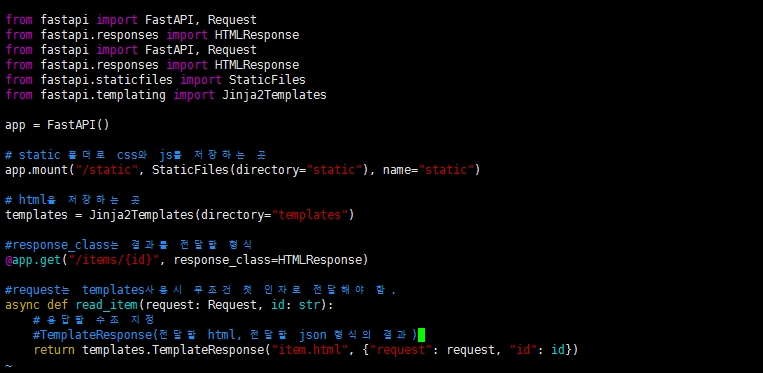 from fastapi import FastAPI, Request
from fastapi.responses import HTMLResponse
from fastapi import FastAPI, Request
from fastapi.responses import HTMLResponse
from fastapi.staticfiles import StaticFiles
from fastapi.templating import Jinja2Templates
app = FastAPI()
# static 폴더로 css와 js를 저장하는 곳
app.mount("/static", StaticFiles(directory="static"), name="static")
# html을 저장하는 곳
templates = Jinja2Templates(directory="templates")
#response_class는 결과를 전달할 형식
@app.get("/items/{id}", response_class=HTMLResponse)
#request는 templates사용시 무조건 첫 인자로 전달해야 함.
async def read_item(request: Request, id: str):
    # 응답할 구조 지정
    #TemplateResponse(전달할 html, 전달할 json 형식의 결과)
    return templates.TemplateResponse("item.html", {"request": request, "id": id})
~